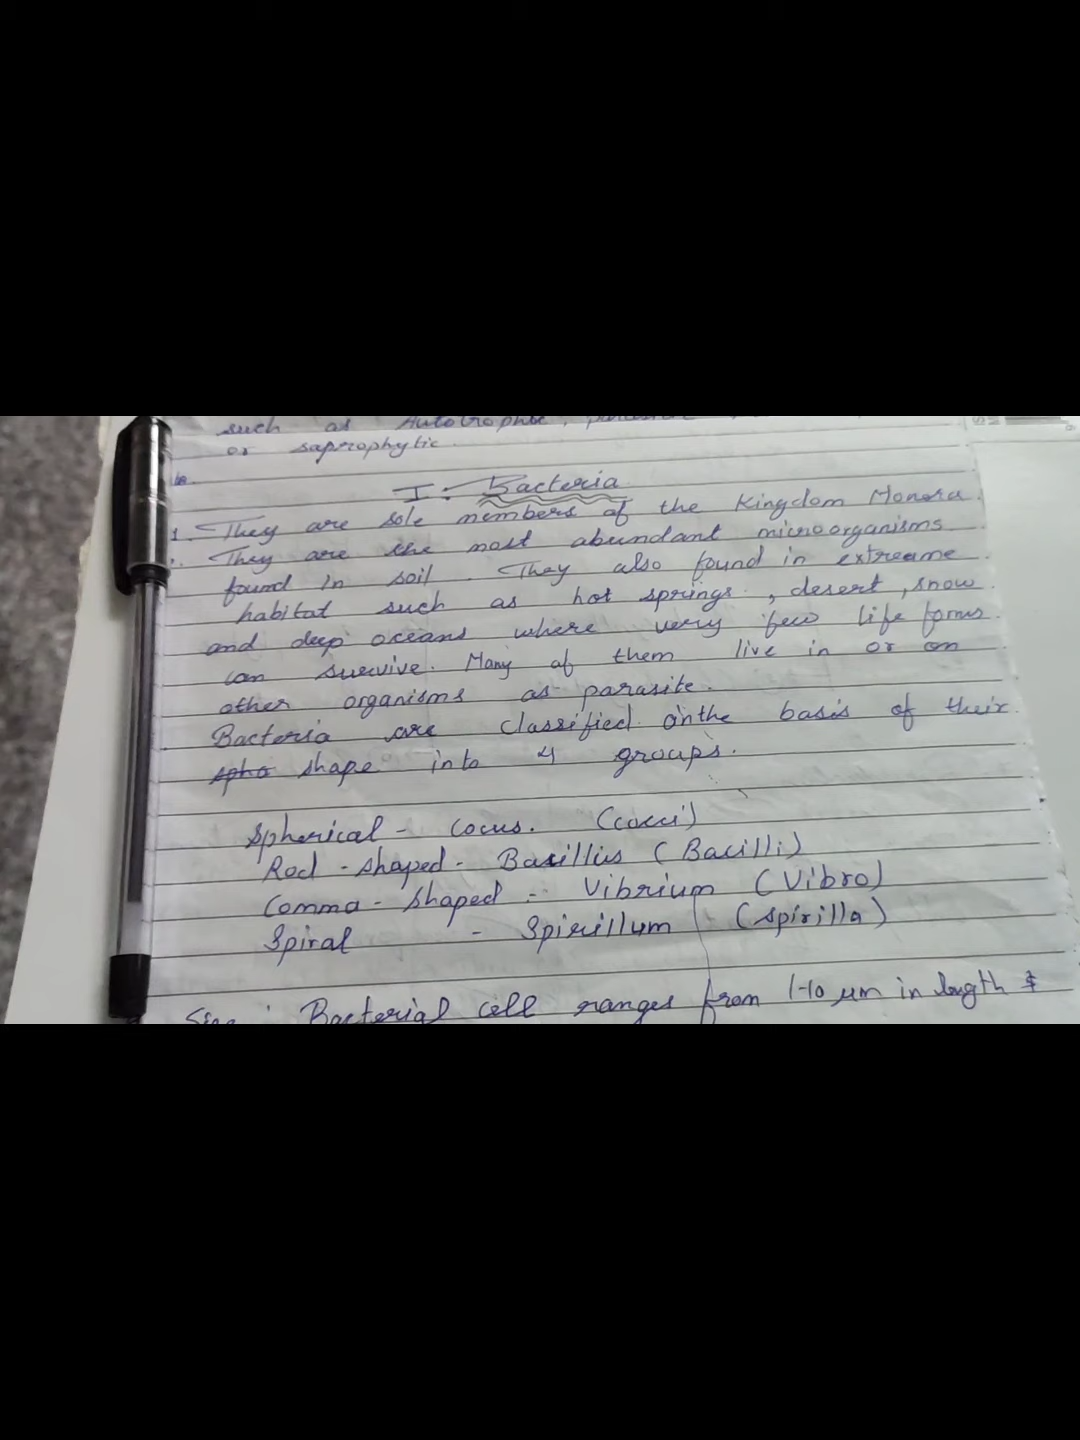 such as Autotrophic,
or saprophytic.
I : Bacteria
1. They are sole members of the Kingdom Monera.
They are the most abundant microorganisms
found in soil. They also found in extreame
habitat such as hot springs, desert, snow
and deep oceans where very few life forms
can survive. Many of them live in or on
other organisms as parasite.
Bacteria are classified on the basis of their
shape into 4 groups.
Spherical - Cocus. (cocci)
Rod - shaped - Bacillius (Bacilli)
Comma - shaped - Vibrium (Vibro)
Spiral - Spirillum (spirilla)
Bacterial cell ranges from 1-10 µm in length &